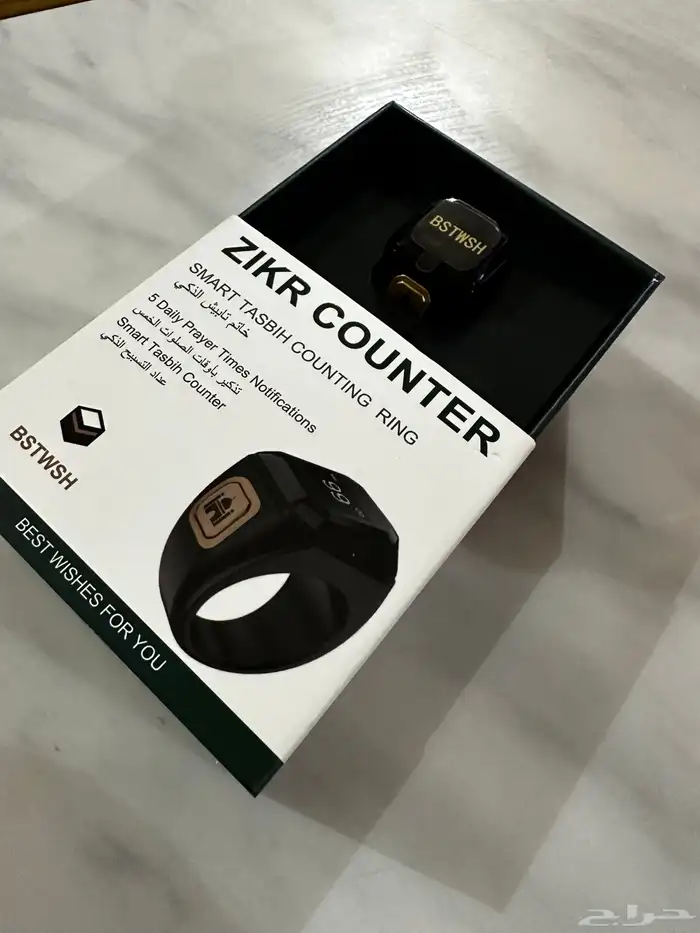 BSTWSH
ZIKR COUNTER
SMART TASBIH COUNTING RING
خاتم تلبيش الذكي
5 Daily Prayer Times Notifications
تذكير بأوقات الصلوات الخمس
Smart Tasbih Counter
عداد التسبيح الذكي
BSTWSH
BEST WISHES FOR YOU
حراج